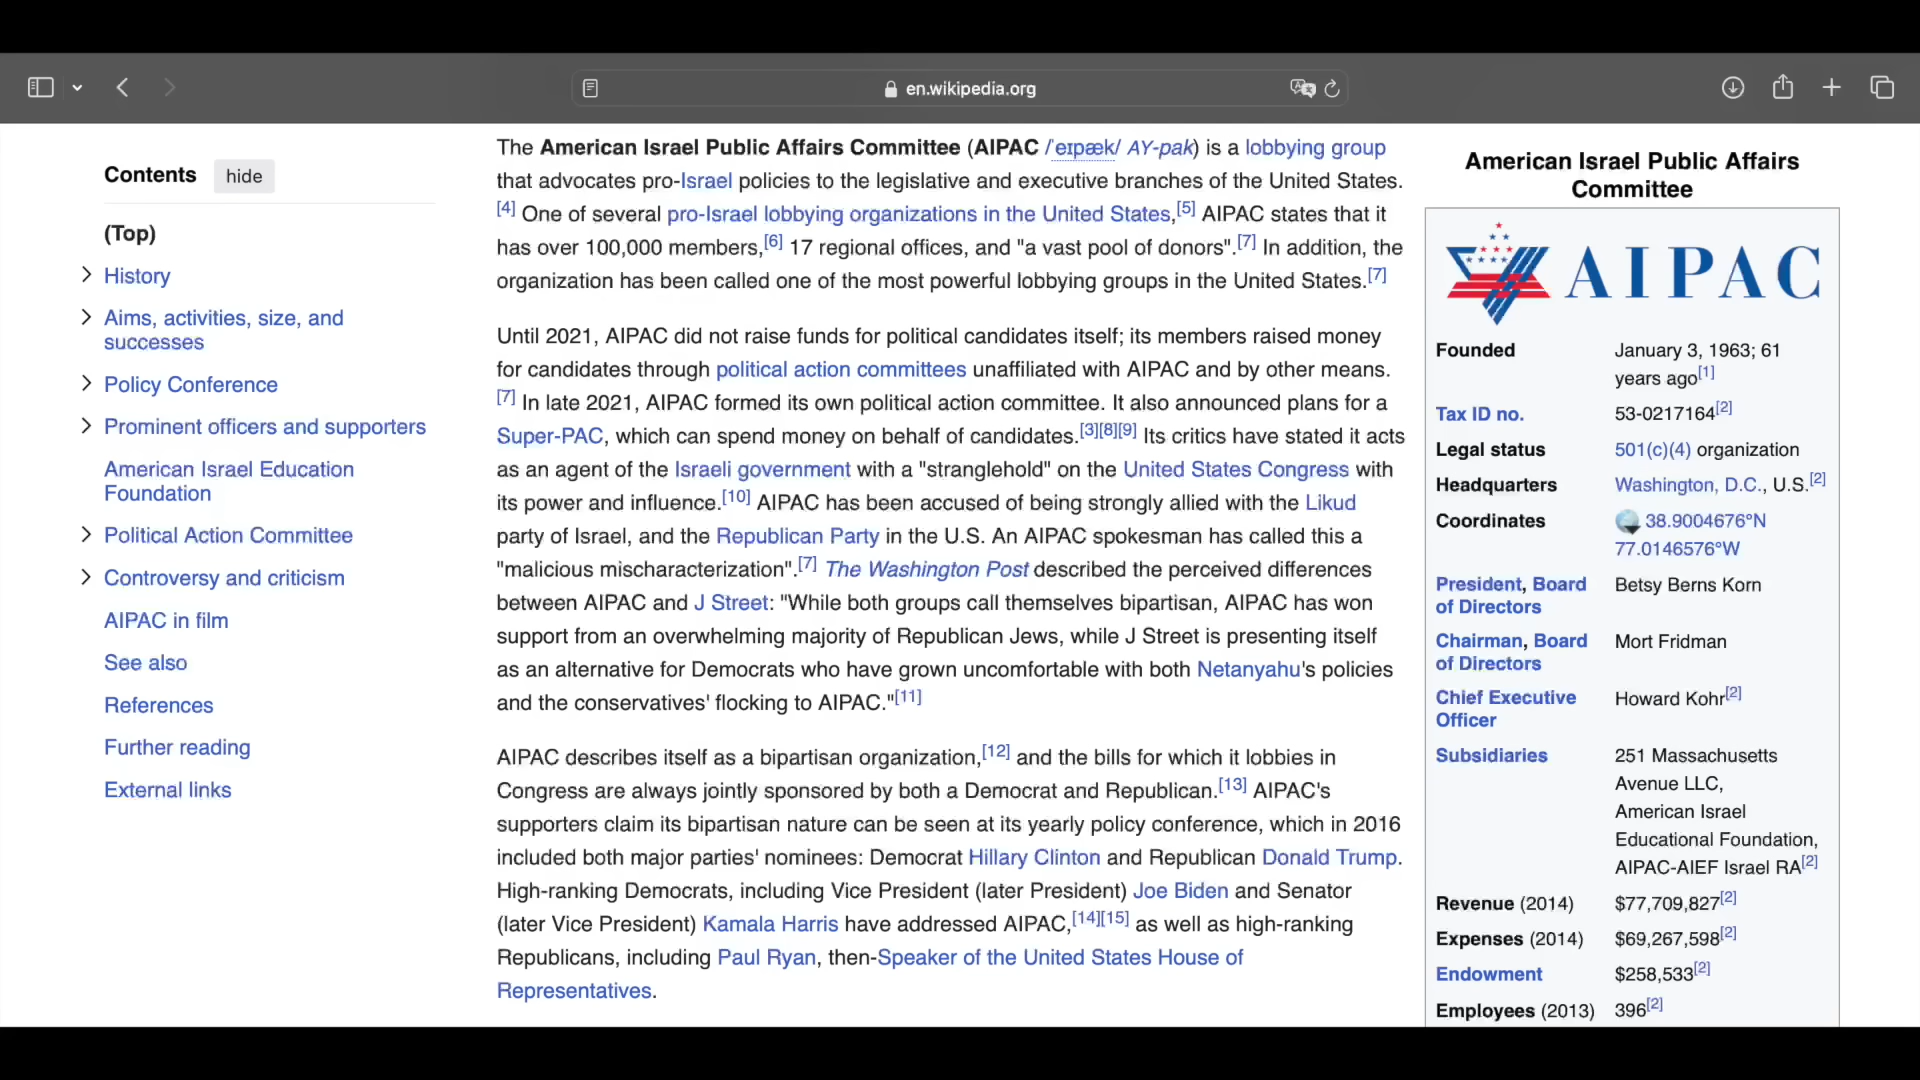 en.wikipedia.org
Contents hide
(Top)
History
Aims, activities, size, and
successes
Policy Conference
Prominent officers and supporters
American Israel Education
Foundation
Political Action Committee
Controversy and criticism
AIPAC in film
See also
References
Further reading
External links
The American Israel Public Affairs Committee (AIPAC /ˈeɪpæk/ AY-pak) is a lobbying group
that advocates pro-Israel policies to the legislative and executive branches of the United States.
[4] One of several pro-Israel lobbying organizations in the United States,[5] AIPAC states that it
has over 100,000 members,[6] 17 regional offices, and "a vast pool of donors".[7] In addition, the
organization has been called one of the most powerful lobbying groups in the United States.[7]
Until 2021, AIPAC did not raise funds for political candidates itself; its members raised money
for candidates through political action committees unaffiliated with AIPAC and by other means.
[7] In late 2021, AIPAC formed its own political action committee. It also announced plans for a
Super-PAC, which can spend money on behalf of candidates.[3][8][9] Its critics have stated it acts
as an agent of the Israeli government with a "stranglehold" on the United States Congress with
its power and influence.[10] AIPAC has been accused of being strongly allied with the Likud
party of Israel, and the Republican Party in the U.S. An AIPAC spokesman has called this a
"malicious mischaracterization".[7] The Washington Post described the perceived differences
between AIPAC and J Street: "While both groups call themselves bipartisan, AIPAC has won
support from an overwhelming majority of Republican Jews, while J Street is presenting itself
as an alternative for Democrats who have grown uncomfortable with both Netanyahu's policies
and the conservatives' flocking to AIPAC."[11]
AIPAC describes itself as a bipartisan organization,[12] and the bills for which it lobbies in
Congress are always jointly sponsored by both a Democrat and Republican.[13] AIPAC's
supporters claim its bipartisan nature can be seen at its yearly policy conference, which in 2016
included both major parties' nominees: Democrat Hillary Clinton and Republican Donald Trump.
High-ranking Democrats, including Vice President (later President) Joe Biden and Senator
(later Vice President) Kamala Harris have addressed AIPAC,[14][15] as well as high-ranking
Republicans, including Paul Ryan, then-Speaker of the United States House of
Representatives.
American Israel Public Affairs
Committee
AIPAC
Founded January 3, 1963; 61
years ago[1]
Tax ID no. 53-0217164[2]
Legal status 501(c)(4) organization
Headquarters Washington, D.C., U.S.[2]
Coordinates 38.9004676°N
77.0146576°W
President, Board Betsy Berns Korn
of Directors
Chairman, Board Mort Fridman
of Directors
Chief Executive Howard Kohr[2]
Officer
Subsidiaries 251 Massachusetts
Avenue LLC,
American Israel
Educational Foundation,
AIPAC-AIEF Israel RA[2]
Revenue (2014) $77,709,827[2]
Expenses (2014) $69,267,598[2]
Endowment $258,533[2]
Employees (2013) 396[2]